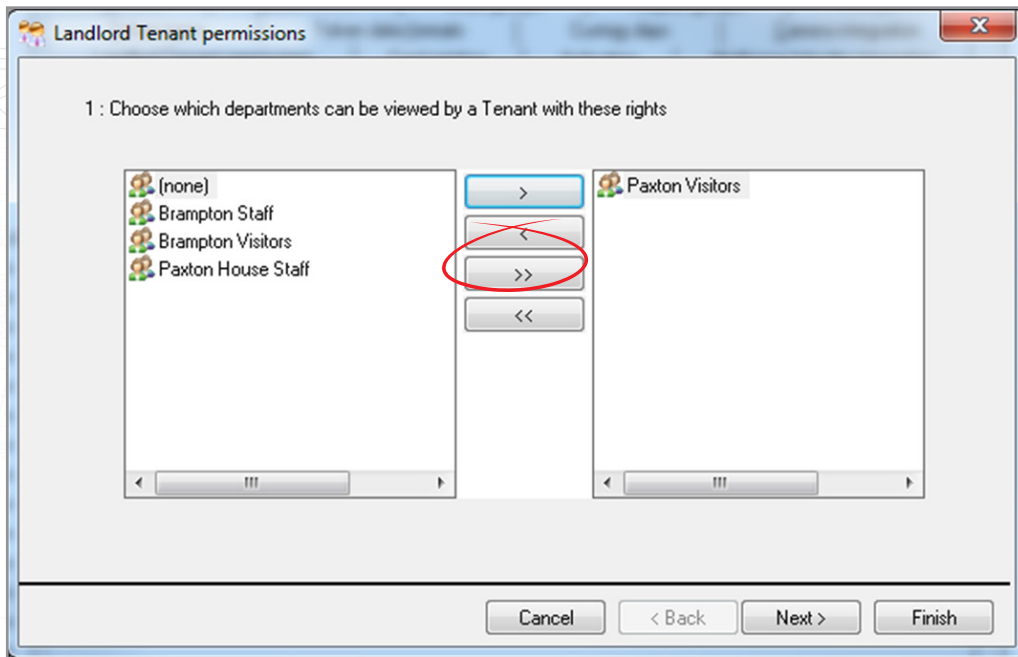 Landlord Tenant permissions
1 : Choose which departments can be viewed by a Tenant with these rights
(none)
Brampton Staff
Brampton Visitors
Paxton House Staff
>
<
>>
<<
Paxton Visitors
Cancel
< Back
Next >
Finish